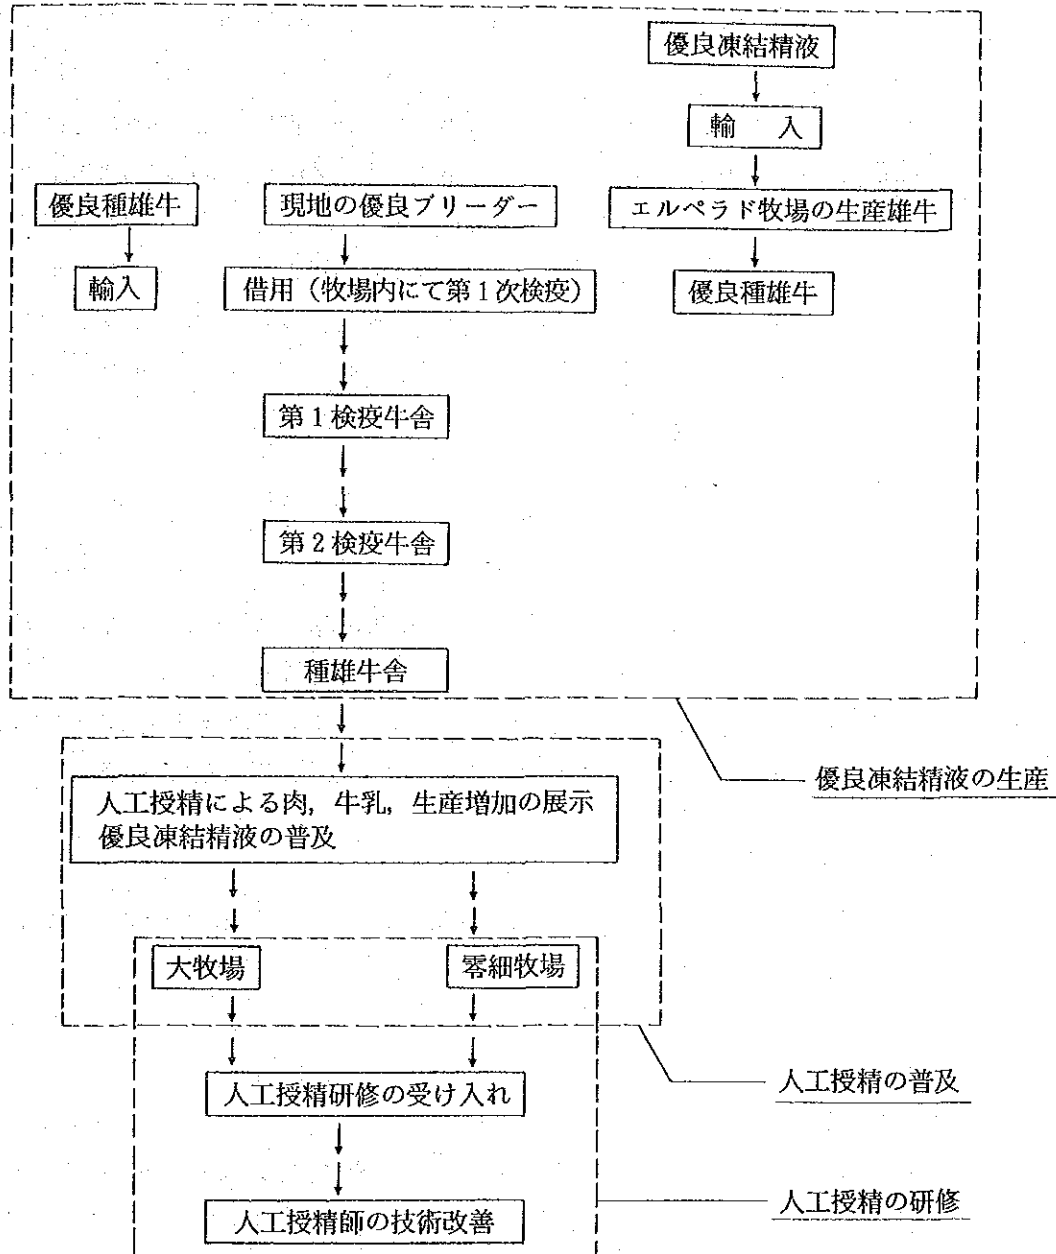 優良凍結精液
輸 入
優良種雄牛
現地の優良ブリーダー
エルペラド牧場の生産雄牛
輸入
借用（牧場内にて第1次検疫）
優良種雄牛
第1検疫牛舎
第2検疫牛舎
種雄牛舎
優良凍結精液の生産
人工授精による肉，牛乳，生産増加の展示
優良凍結精液の普及
大牧場
零細牧場
人工授精の普及
人工授精研修の受け入れ
人工授精の研修
人工授精師の技術改善